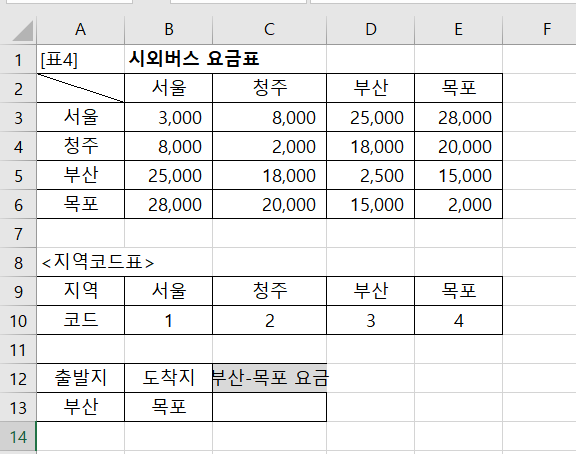 A B C D E F
1 [표4] 시외버스 요금표
2 서울 청주 부산 목포
3 서울 3,000 8,000 25,000 28,000
4 청주 8,000 2,000 18,000 20,000
5 부산 25,000 18,000 2,500 15,000
6 목포 28,000 20,000 15,000 2,000
7
8 <지역코드표>
9 지역 서울 청주 부산 목포
10 코드 1 2 3 4
11
12 출발지 도착지 부산-목포 요금
13 부산 목포
14